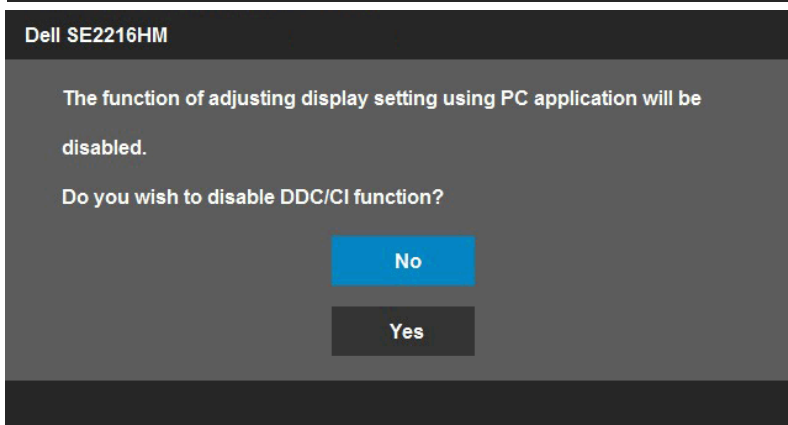 Dell SE2216HM
The function of adjusting display setting using PC application will be
disabled.
Do you wish to disable DDC/CI function?
No
Yes